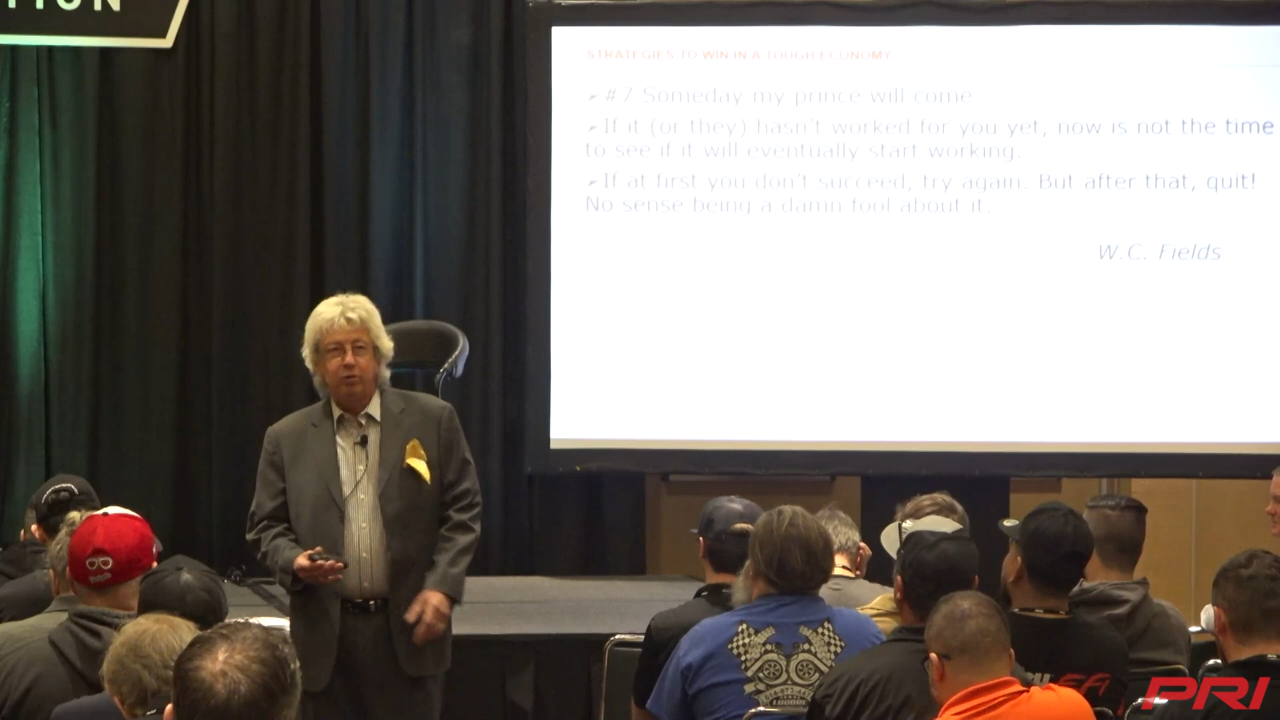 TION
STRATEGIES TO WIN IN A TOUGH ECONOMY
➢#7 Someday my prince will come
➢If it (or they) hasn't worked for you yet, now is not the time
to see if it will eventually start working.
➢If at first you don't succeed, try again. But after that, quit!
No sense being a damn fool about it.
W.C. Fields
PRI